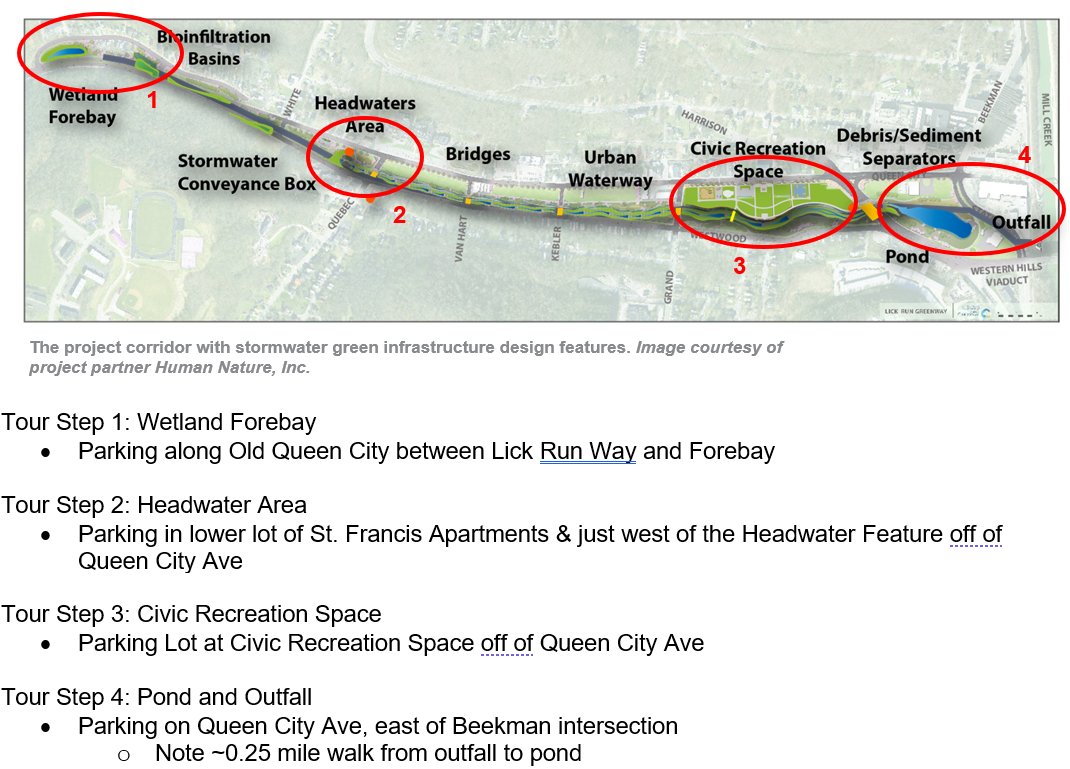 Bioinfiltration
Basins
Wetland
Forebay
1
WHITE
Headwaters
Area
Stormwater
Conveyance Box
QUEBEC
2
Bridges
VAN HART
KEBLER
Urban
Waterway
HARRISON
Civic Recreation
Space
GRAND
WESTWOOD
3
Debris/Sediment
Separators
BEEKMAN
MILL CREEK
4
Outfall
Pond
WESTERN HILLS
VIADUCT
LICK RUN GREENWAY
The project corridor with stormwater green infrastructure design features. Image courtesy of
project partner Human Nature, Inc.
Tour Step 1: Wetland Forebay
• Parking along Old Queen City between Lick Run Way and Forebay
Tour Step 2: Headwater Area
• Parking in lower lot of St. Francis Apartments & just west of the Headwater Feature off of
Queen City Ave
Tour Step 3: Civic Recreation Space
• Parking Lot at Civic Recreation Space off of Queen City Ave
Tour Step 4: Pond and Outfall
• Parking on Queen City Ave, east of Beekman intersection
o Note ~0.25 mile walk from outfall to pond